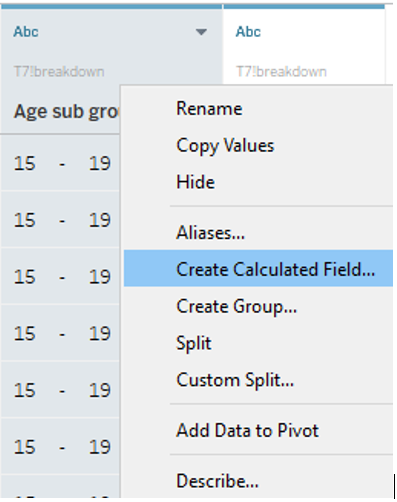 Abc
Abc
T7!breakdown
T7!breakdown
Age sub gro
Rename
Copy Values
15 - 19
Hide
15 - 19
Aliases...
15 - 19
Create Calculated Field...
Create Group...
15 - 19
Split
15 - 19
Custom Split...
15 - 19
Add Data to Pivot
Describe...